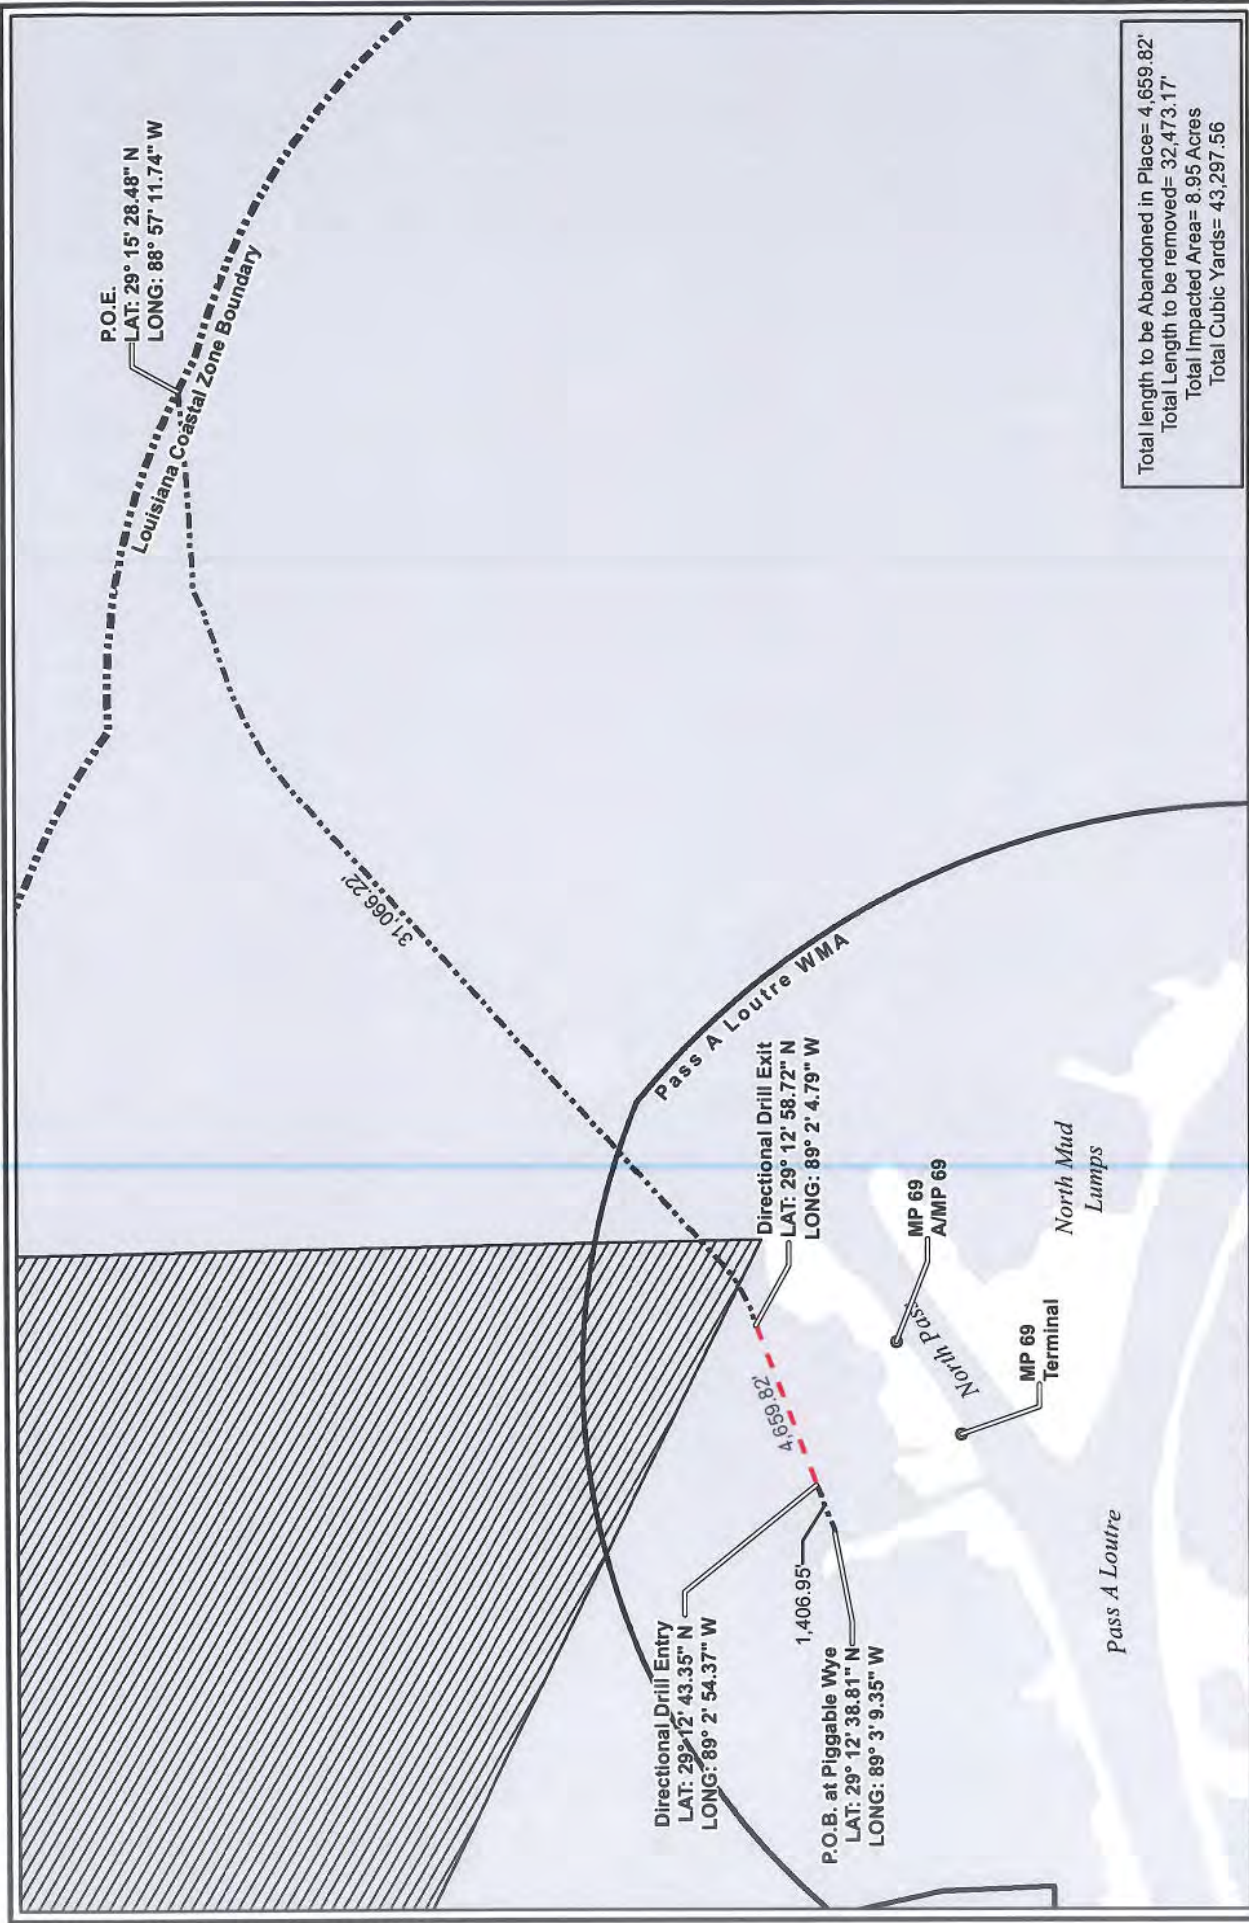 P.O.E.
LAT: 29° 15' 28.48" N
LONG: 88° 57' 11.74" W
Louisiana Coastal Zone Boundary
31,066.22'
Pass A Loutre WMA
Directional Drill Exit
LAT: 29° 12' 58.72" N
LONG: 89° 2' 4.79" W
4,659.82'
Directional Drill Entry
LAT: 29° 12' 43.35" N
LONG: 89° 2' 54.37" W
1,406.95'
P.O.B. at Piggable Wye
LAT: 29° 12' 38.81" N
LONG: 89° 3' 9.35" W
MP 69
A/MP 69
North Pass
MP 69
Terminal
North Mud
Lumps
Pass A Loutre
Total length to be Abandoned in Place= 4,659.82'
Total Length to be removed= 32,473.17'
Total Impacted Area= 8.95 Acres
Total Cubic Yards= 43,297.56